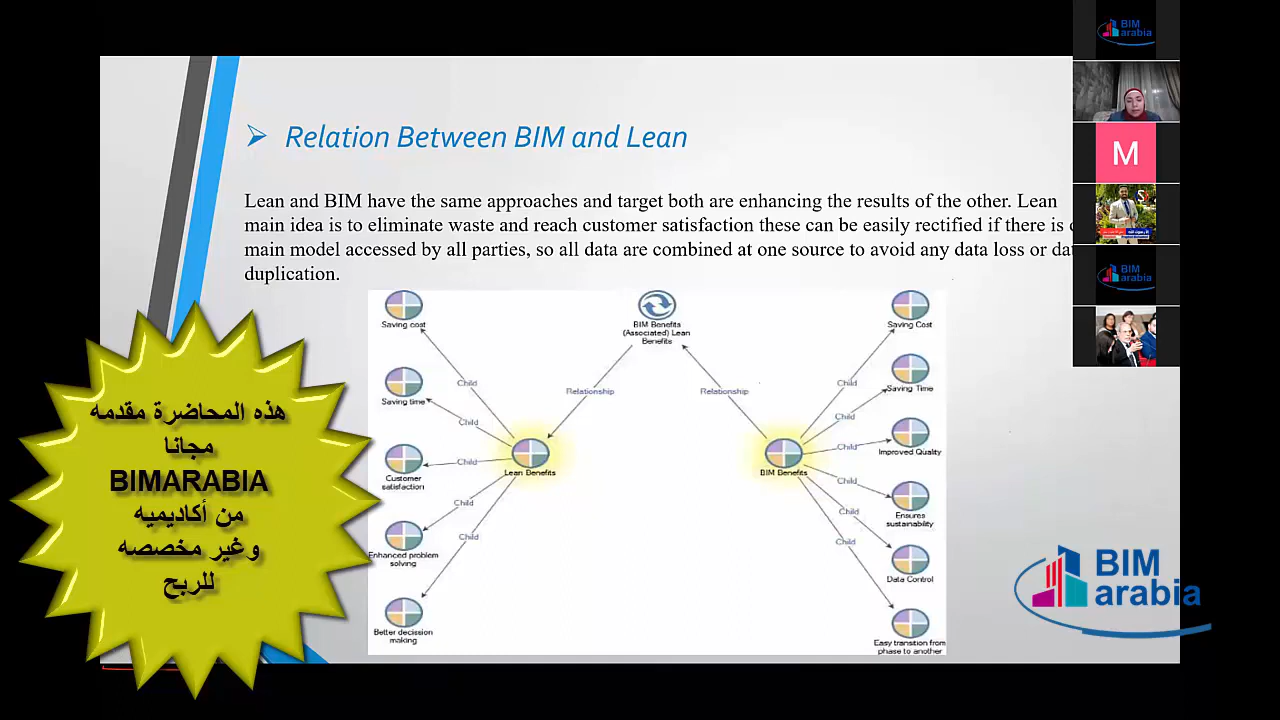 Relation Between BIM and Lean
Lean and BIM have the same approaches and target both are enhancing the results of the other. Lean
main idea is to eliminate waste and reach customer satisfaction these can be easily rectified if there is
main model accessed by all parties, so all data are combined at one source to avoid any data loss or
duplication.
Saving cost
Saving time
Customer
satisfaction
Enhanced problem
solving
Better decision
making
Child
Child
Child
Child
Child
Lean Benefits
Relationship
BIM Benefits
(Associated) Lean
Benefits
Relationship
BIM Benefits
Child
Child
Child
Child
Child
Child
Saving Cost
Saving Time
Improved Quality
Ensures
sustainability
Data Control
Easy transition from
phase to another
هذه المحاضرة مقدمه
مجانا
BIMARABIA
من أكاديميه
وغير مخصصه
للربح
BIM
arabia
M
BIM
arabia
BIM
arabia